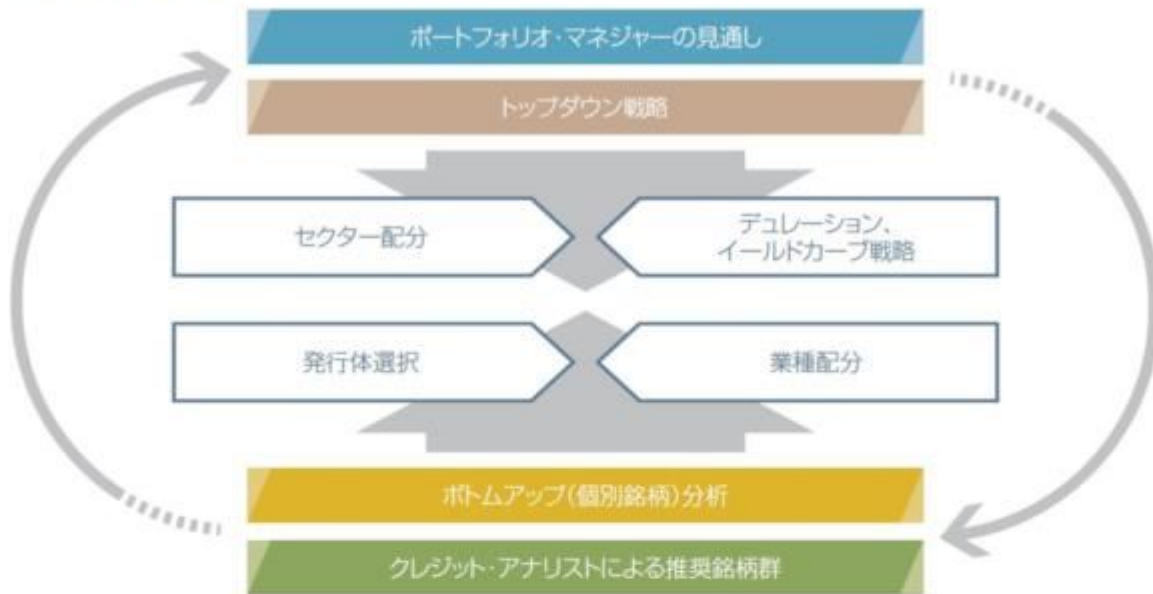 ポートフォリオ・マネジャーの見通し
トップダウン戦略
セクター配分
デュレーション、
イールドカーブ戦略
発行体選択
業種配分
ボトムアップ(個別銘柄)分析
クレジット・アナリストによる推奨銘柄群